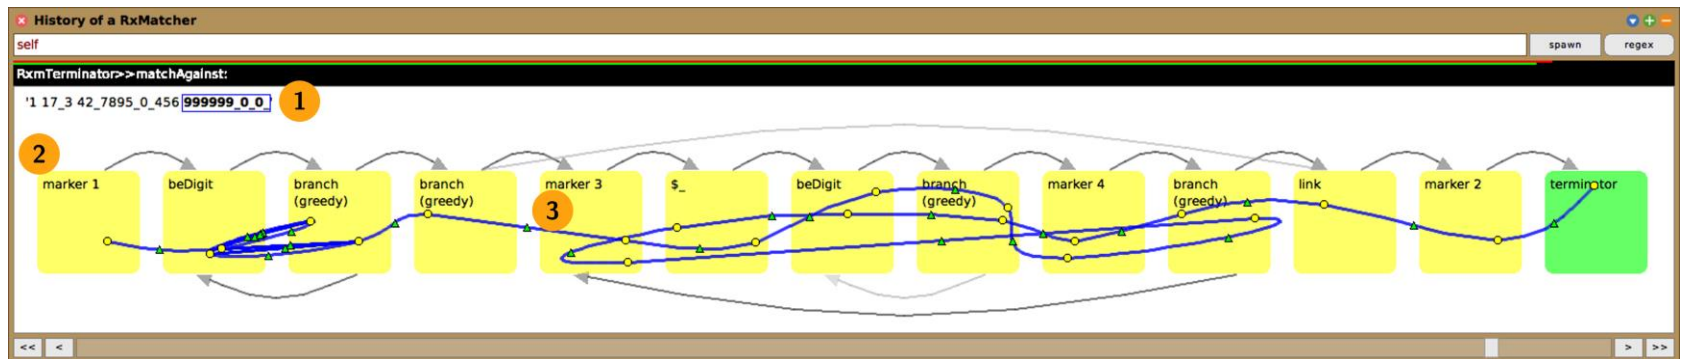 History of a RxMatcher
self
spawn
regex
RxmTerminator>>matchAgainst:
'1 17_3 42_7895_0_456 999999_0_0_'
1
2
marker 1
beDigit
branch
(greedy)
branch
(greedy)
marker 3
3
$_
beDigit
branch
(greedy)
marker 4
branch
(greedy)
link
marker 2
terminator
<< < > >>